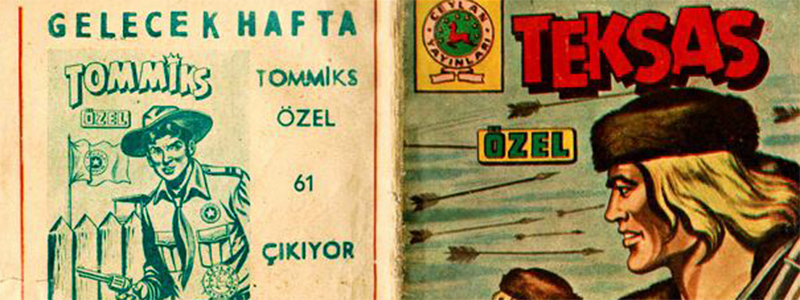 GELECEK HAFTA
TOMMİKS
ÖZEL
TOMMİKS
ÖZEL
61
ÇIKIYOR
CEYLAN
YAYINLARI
TEKSAS
ÖZEL